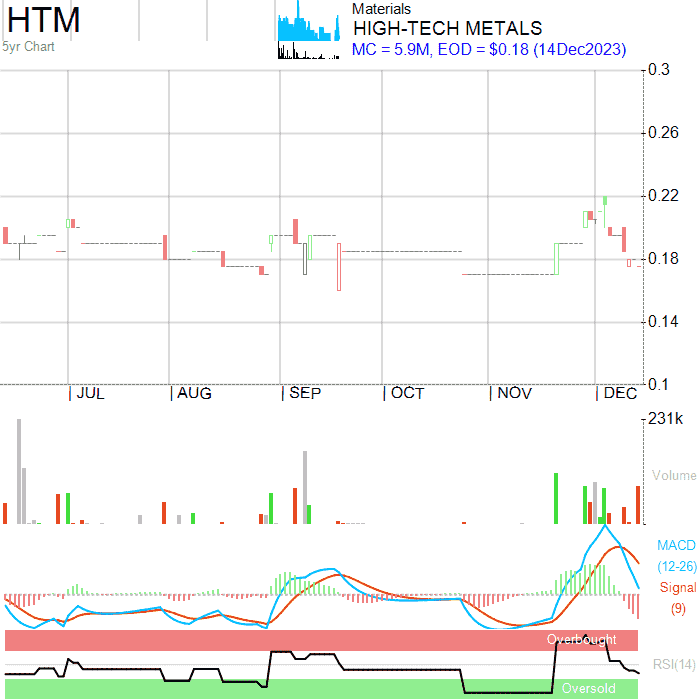 HTM
5yr Chart
Materials
HIGH-TECH METALS
MC = 5.9M, EOD = $0.18 (14Dec2023)
0.3
0.26
0.22
0.18
0.14
0.1
JUL AUG SEP OCT NOV DEC
231k
Volume
MACD
(12-26)
Signal
(9)
Overbought
RSI(14)
Oversold